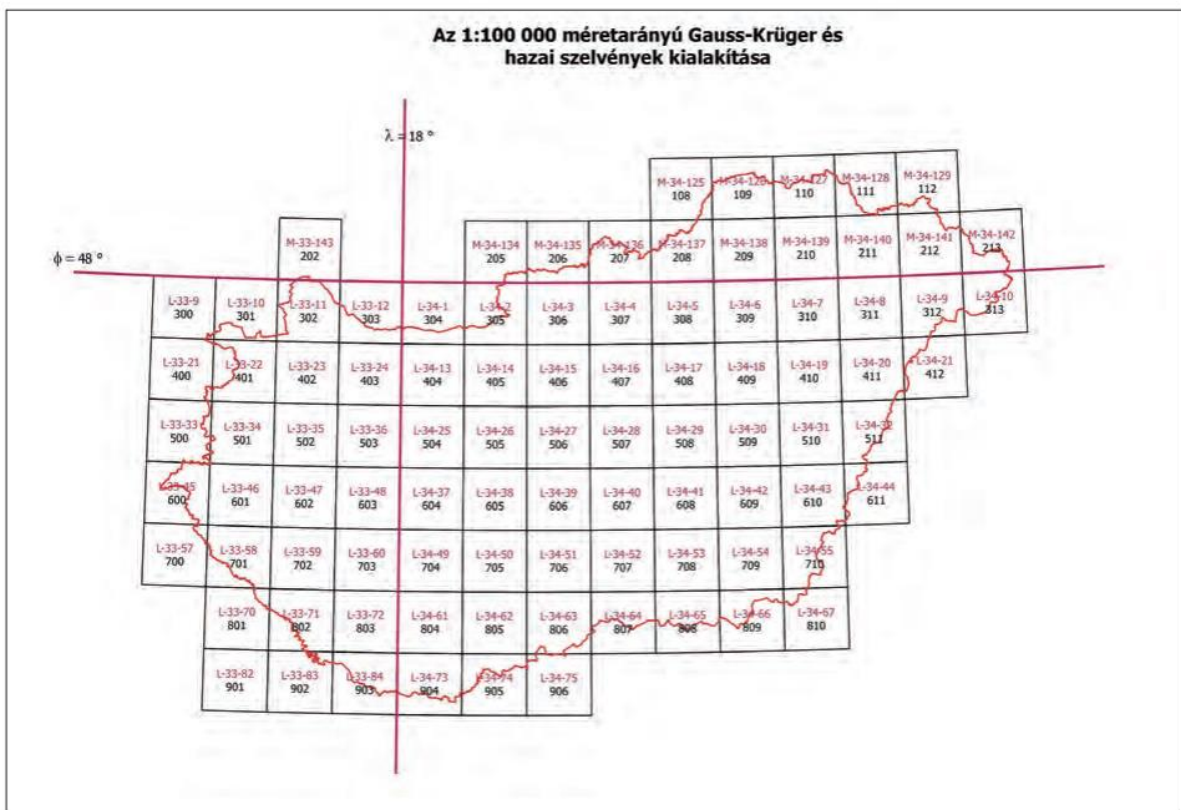 Az 1:100 000 méretarányú Gauss-Krüger és
hazai szelvények kialakítása
λ = 18 °
M-34-125 M-34-126 M-34-127 M-34-128 M-34-129
108 109 110 111 112
M-33-143 M-34-134 M-34-135 M-34-136 M-34-137 M-34-138 M-34-139 M-34-140 M-34-141 M-34-142
202 205 206 207 208 209 210 211 212 213
ϕ = 48 °
L-33-9 L-33-10 L-33-11 L-33-12 L-34-1 L-34-2 L-34-3 L-34-4 L-34-5 L-34-6 L-34-7 L-34-8 L-34-9 L-34-10
300 301 302 303 304 305 306 307 308 309 310 311 312 313
L-33-21 L-33-22 L-33-23 L-33-24 L-34-13 L-34-14 L-34-15 L-34-16 L-34-17 L-34-18 L-34-19 L-34-20 L-34-21
400 401 402 403 404 405 406 407 408 409 410 411 412
L-33-33 L-33-34 L-33-35 L-33-36 L-34-25 L-34-26 L-34-27 L-34-28 L-34-29 L-34-30 L-34-31 L-34-32
500 501 502 503 504 505 506 507 508 509 510 511
L-33-45 L-33-46 L-33-47 L-33-48 L-34-37 L-34-38 L-34-39 L-34-40 L-34-41 L-34-42 L-34-43 L-34-44
600 601 602 603 604 605 606 607 608 609 610 611
L-33-57 L-33-58 L-33-59 L-33-60 L-34-49 L-34-50 L-34-51 L-34-52 L-34-53 L-34-54 L-34-55
700 701 702 703 704 705 706 707 708 709 710
L-33-70 L-33-71 L-33-72 L-34-61 L-34-62 L-34-63 L-34-64 L-34-65 L-34-66 L-34-67
801 802 803 804 805 806 807 808 809 810
L-33-82 L-33-83 L-33-84 L-34-73 L-34-74 L-34-75
901 902 903 904 905 906